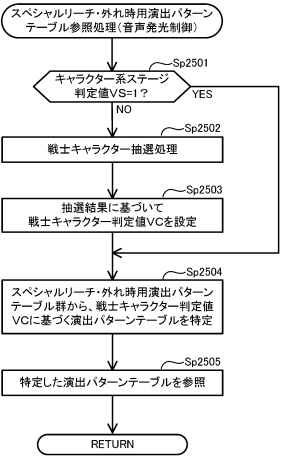 スペシャルリーチ・外れ時用演出パターン
テーブル参照処理(音声発光制御)
Sp2501
キャラクター系ステージ
判定値VS=1?
YES
NO
Sp2502
戦士キャラクター抽選処理
Sp2503
抽選結果に基づいて
戦士キャラクター判定値VCを設定
Sp2504
スペシャルリーチ・外れ時用演出パターン
テーブル群から、戦士キャラクター判定値
VCに基づく演出パターンテーブルを特定
Sp2505
特定した演出パターンテーブルを参照
RETURN